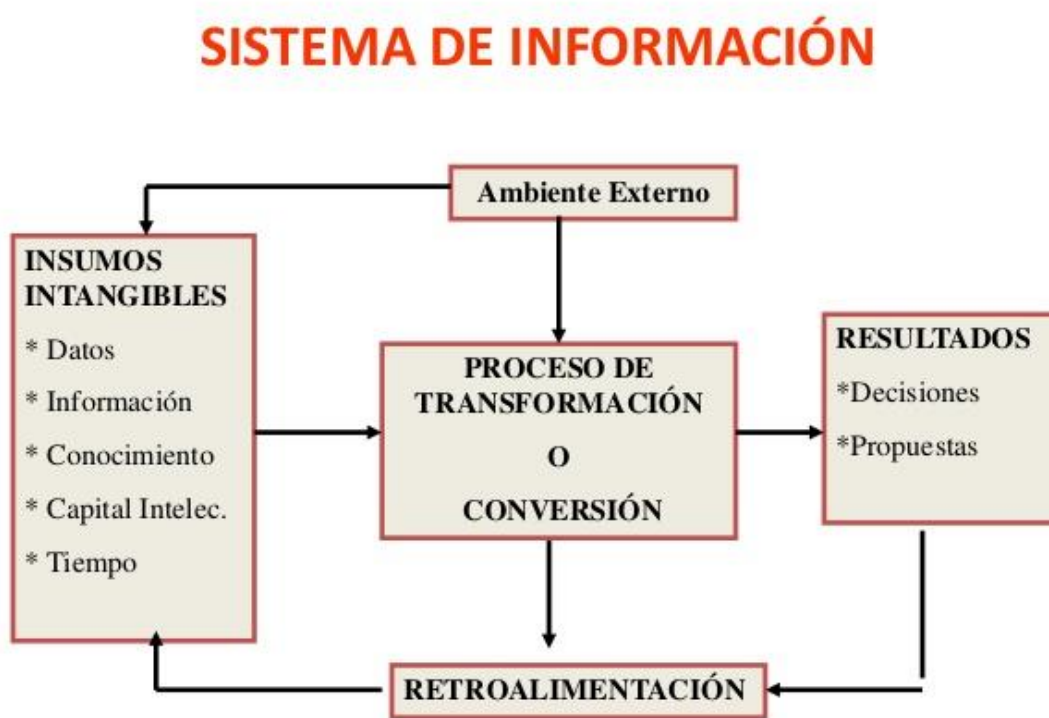 SISTEMA DE INFORMACIÓN
Ambiente Externo
INSUMOS
INTANGIBLES
* Datos
* Información
* Conocimiento
* Capital Intelec.
* Tiempo
PROCESO DE
TRANSFORMACIÓN
O
CONVERSIÓN
RESULTADOS
*Decisiones
*Propuestas
RETROALIMENTACIÓN